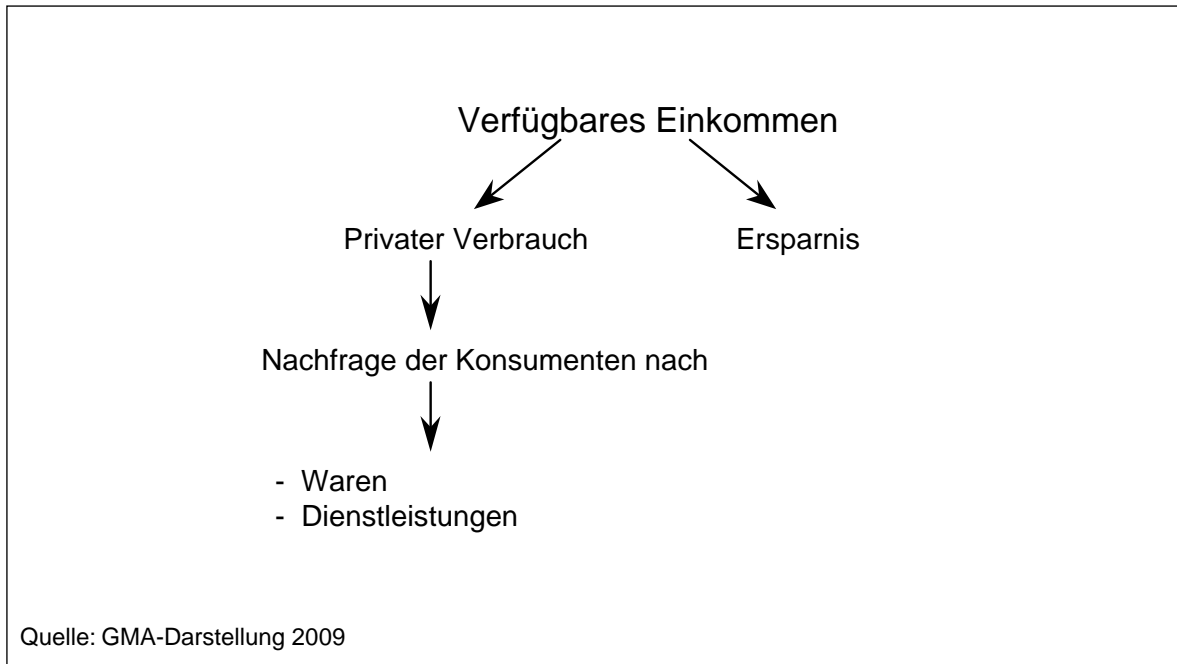 Verfügbares Einkommen
Privater Verbrauch Ersparnis
Nachfrage der Konsumenten nach
- Waren
- Dienstleistungen
Quelle: GMA-Darstellung 2009